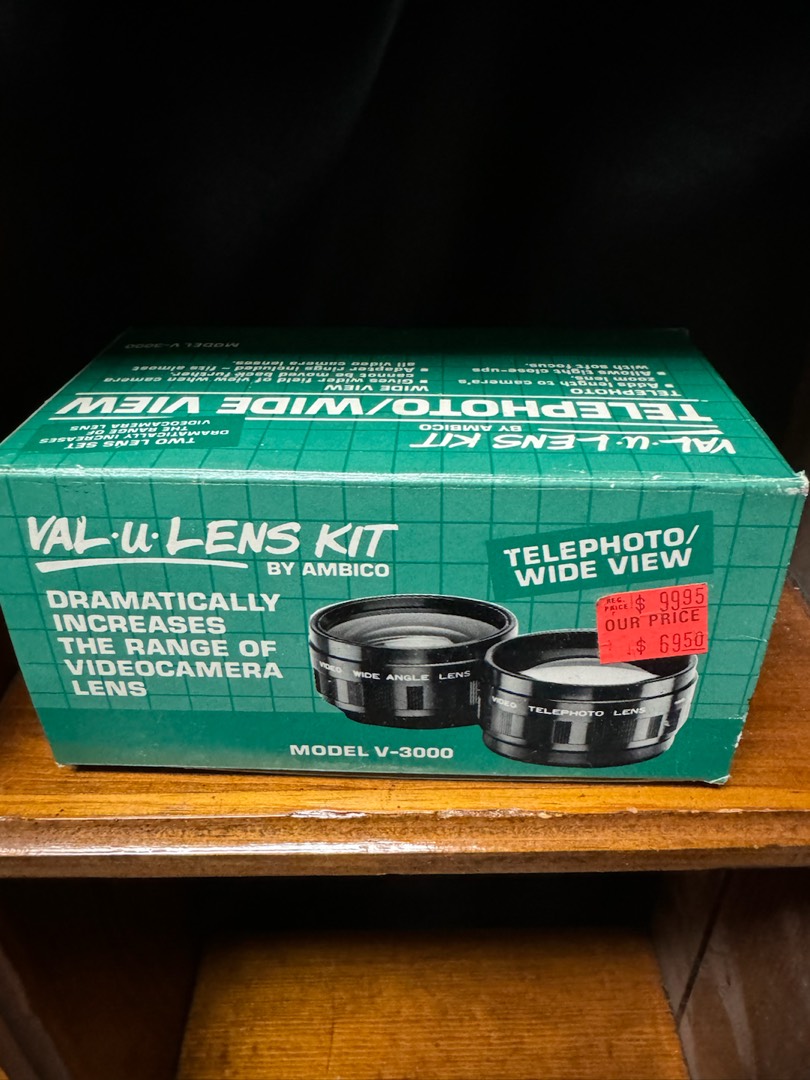 MODEL V-3000
VAL·U·LENS KIT
BY AMBICO
TELEPHOTO/WIDE VIEW
TWO LENS SET
DRAMATICALLY INCREASES
THE RANGE OF
VIDEOCAMERA LENS
TELEPHOTO
▪ Adds length to camera's
zoom lens.
▪ Allows tight close-ups
with soft focus.
WIDE VIEW
▪ Gives wider field of view when camera
cannot be moved back further.
▪ Adapter rings included – fits almost
all video camera lenses.
VAL·U·LENS KIT
BY AMBICO
DRAMATICALLY
INCREASES
THE RANGE OF
VIDEOCAMERA
LENS
TELEPHOTO/
WIDE VIEW
REG.
PRICE $ 9995
OUR PRICE
$ 6950
VIDEO WIDE ANGLE LENS
VIDEO TELEPHOTO LENS
MODEL V-3000